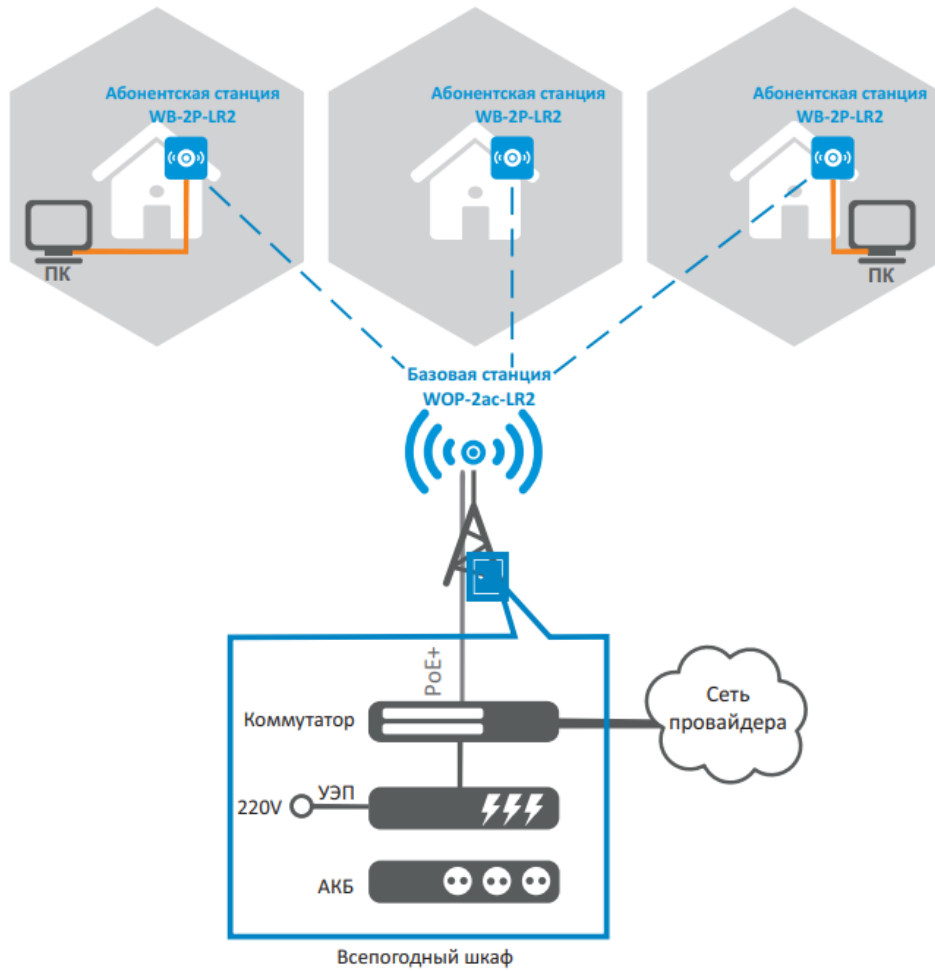 Абонентская станция
WB-2P-LR2
Абонентская станция
WB-2P-LR2
Абонентская станция
WB-2P-LR2
ПК
ПК
Базовая станция
WOP-2ac-LR2
PoE+
Коммутатор
Сеть
провайдера
220V
УЭП
АКБ
Всепогодный шкаф